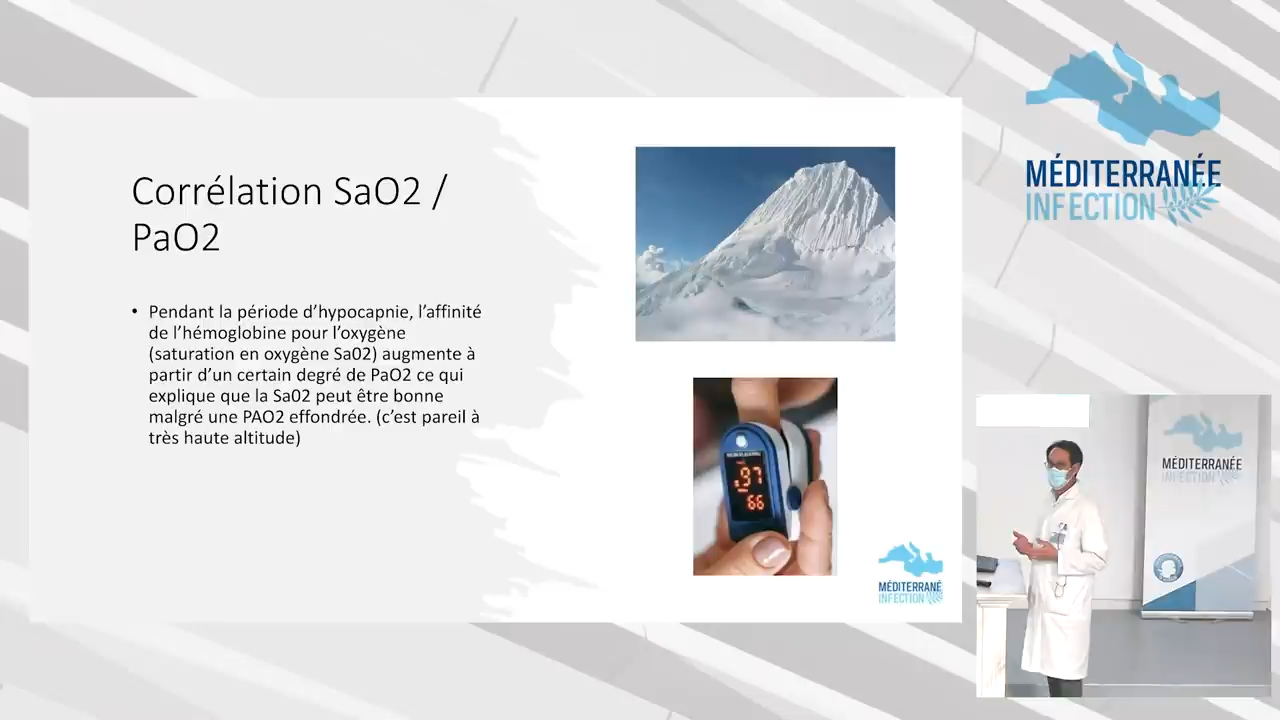 Corrélation SaO2 /
PaO2
• Pendant la période d’hypocapnie, l’affinité
de l’hémoglobine pour l’oxygène
(saturation en oxygène Sa02) augmente à
partir d’un certain degré de PaO2 ce qui
explique que la Sa02 peut être bonne
malgré une PAO2 effondrée. (c’est pareil à
très haute altitude)
97
66
MÉDITERRANÉ
INFECTION
MÉDITERRANÉE
INFECTION
MÉDITERRANÉE
INFECTION